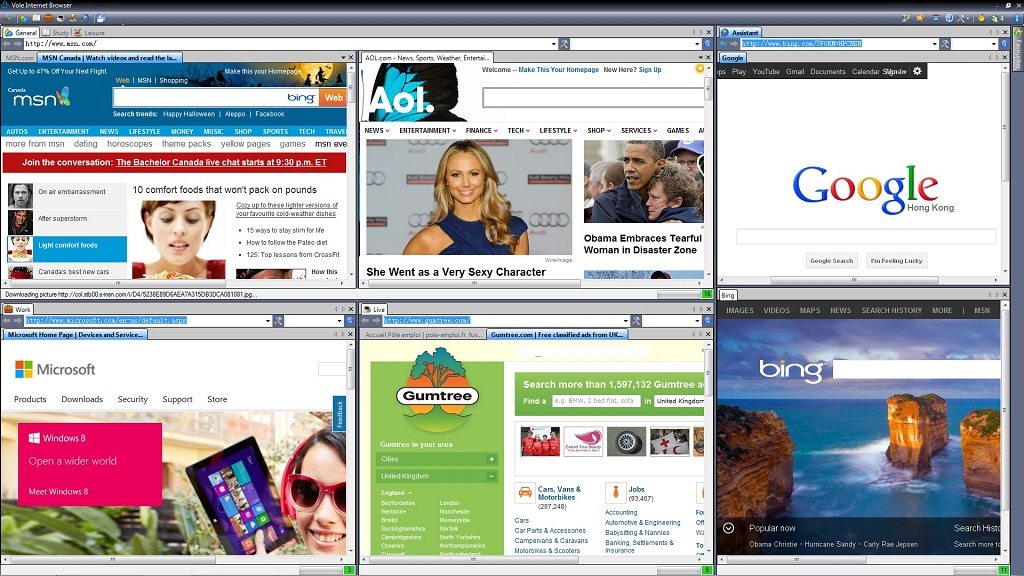 Vole Internet Browser
General
Study
Leisure
http://www.msn.com/
MSN.com
MSN Canada | Watch videos and read the la...
Get up to 47% Off Your Next Flight.
Make this your Homepage
Web
MSN
Shopping
Canada
msn
bing
Web
Search trends: Happy Halloween | Aleppo | Facebook
AUTOS ENTERTAINMENT NEWS LIFESTYLE MONEY MUSIC SHOP SPORTS TECH TRAVE
more from msn dating horoscopes theme packs yellow pages games msn eve
Join the conversation: The Bachelor Canada live chat starts at 9:30 p.m. ET
On air embarrassment
After superstorm
Light comfort foods
Canada's best new cars
10 comfort foods that won't pack on pounds
Cozy up to these lighter versions of
your favourite cold-weather dishes
15 ways to stay slim for life
How to follow the Paleo diet
125: Top lessons from CrossFit
How this
Downloading picture http://col.stb00.s-msn.com/i/D4/5238E89D6AEA7A315DB3DCA081081.jpg...
AOL.com - News, Sports, Weather, Entertai...
Welcome -- Make This Your Homepage New Here? Sign Up
Aol.
NEWS ENTERTAINMENT FINANCE TECH LIFESTYLE SHOP SERVICES GAMES
Audi
WireImage
She Went as a Very Sexy Character
Obama Embraces Tearful
Woman in Disaster Zone
16
Assistant
http://www.bing.com/?FORM=HPCNEN
Google
ps Play YouTube Gmail Documents Calendar
Google
Hong Kong
Google Search
I'm Feeling Lucky
Favorites
Work
http://www.microsoft.com/en-us/default.aspx
Microsoft Home Page | Devices and Service...
Microsoft
Products Downloads Security Support Store
Feedback
Windows 8
Open a wider world
Meet Windows 8
3
Live
http://www.gumtree.com/
Accueil Pôle emploi | pole-emploi.fr, fus...
Gumtree.com | Free classified ads from UK...
Gumtree
Search more than 1,597,132 Gumtree a
Find a
e.g. BMW, 2 bed flat, sofa
in
United Kingdom
Gumtree in your area
Cities +
United Kingdom −
England
Bedfordshire
Berkshire
Bristol
Buckinghamshire
Cambridgeshire
Cheshire
London
Manchester
Merseyside
Norfolk
North Yorkshire
Northamptonshire
Cars, Vans &
Motorbikes
(297,248)
Cars
Car Parts & Accessories
Campervans & Caravans
Motorbikes & Scooters
Jobs
(93,467)
Accounting
Automotive & Engineering
Babysitting & Nannies
Banking, Settlements &
Insurance
9
Bing
IMAGES VIDEOS MAPS NEWS SEARCH HISTORY MORE | MSN
bing
Popular now
Search Histo
Obama Christie · Hurricane Sandy · Carly Rae Jepsen
Search more to
11